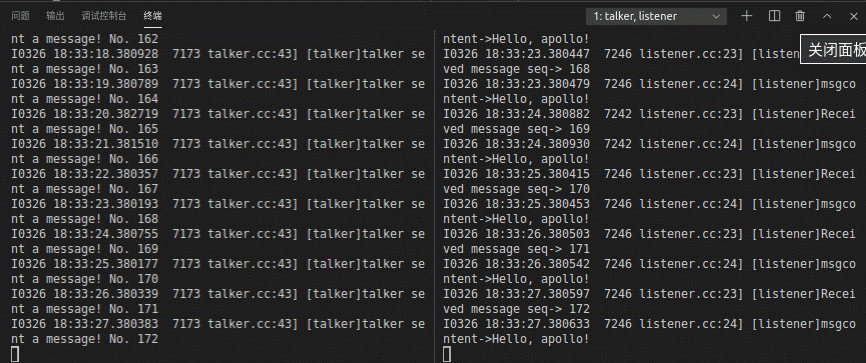 问题 输出 调试控制台 终端 1: talker, listener
关闭面板
nt a message! No. 162
I0326 18:33:18.380928  7173 talker.cc:43] [talker]talker se
nt a message! No. 163
I0326 18:33:19.380789  7173 talker.cc:43] [talker]talker se
nt a message! No. 164
I0326 18:33:20.382719  7173 talker.cc:43] [talker]talker se
nt a message! No. 165
I0326 18:33:21.381510  7173 talker.cc:43] [talker]talker se
nt a message! No. 166
I0326 18:33:22.380357  7173 talker.cc:43] [talker]talker se
nt a message! No. 167
I0326 18:33:23.380193  7173 talker.cc:43] [talker]talker se
nt a message! No. 168
I0326 18:33:24.380755  7173 talker.cc:43] [talker]talker se
nt a message! No. 169
I0326 18:33:25.380177  7173 talker.cc:43] [talker]talker se
nt a message! No. 170
I0326 18:33:26.380339  7173 talker.cc:43] [talker]talker se
nt a message! No. 171
I0326 18:33:27.380383  7173 talker.cc:43] [talker]talker se
nt a message! No. 172
ntent->Hello, apollo!
I0326 18:33:23.380447  7246 listener.cc:23] [listen
ved message seq-> 168
I0326 18:33:23.380479  7246 listener.cc:24] [listener]msgco
ntent->Hello, apollo!
I0326 18:33:24.380882  7242 listener.cc:23] [listener]Recei
ved message seq-> 169
I0326 18:33:24.380930  7242 listener.cc:24] [listener]msgco
ntent->Hello, apollo!
I0326 18:33:25.380415  7246 listener.cc:23] [listener]Recei
ved message seq-> 170
I0326 18:33:25.380453  7246 listener.cc:24] [listener]msgco
ntent->Hello, apollo!
I0326 18:33:26.380503  7246 listener.cc:23] [listener]Recei
ved message seq-> 171
I0326 18:33:26.380542  7246 listener.cc:24] [listener]msgco
ntent->Hello, apollo!
I0326 18:33:27.380597  7246 listener.cc:23] [listener]Recei
ved message seq-> 172
I0326 18:33:27.380633  7246 listener.cc:24] [listener]msgco
ntent->Hello, apollo!